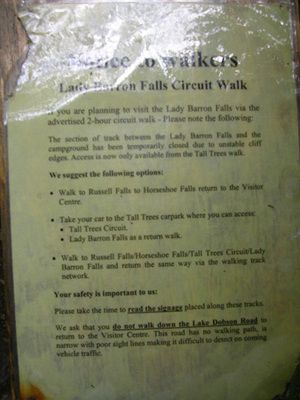 Notice to walkers
Lady Barron Falls Circuit Walk
If you are planning to visit the Lady Barron Falls via the
advertised 2-hour circuit walk - Please note the following:
The section of track between the Lady Barron Falls and the
campground has been temporarily closed due to unstable cliff
edges. Access is now only available from the Tall Trees walk.
We suggest the following options:
• Walk to Russell Falls to Horseshoe Falls return to the Visitor
Centre.
• Take your car to the Tall Trees carpark where you can access:
• Tall Trees Circuit.
• Lady Barron Falls as a return walk.
• Walk to Russell Falls/Horseshoe Falls/Tall Trees Circuit/Lady
Barron Falls and return the same way via the walking track
network.
Your safety is important to us:
Please take the time to read the signage placed along these tracks.
We ask that you do not walk down the Lake Dobson Road to
return to the Visitor Centre. This road has no walking path, is
narrow with poor sight lines making it difficult to detect on coming
vehicle traffic.